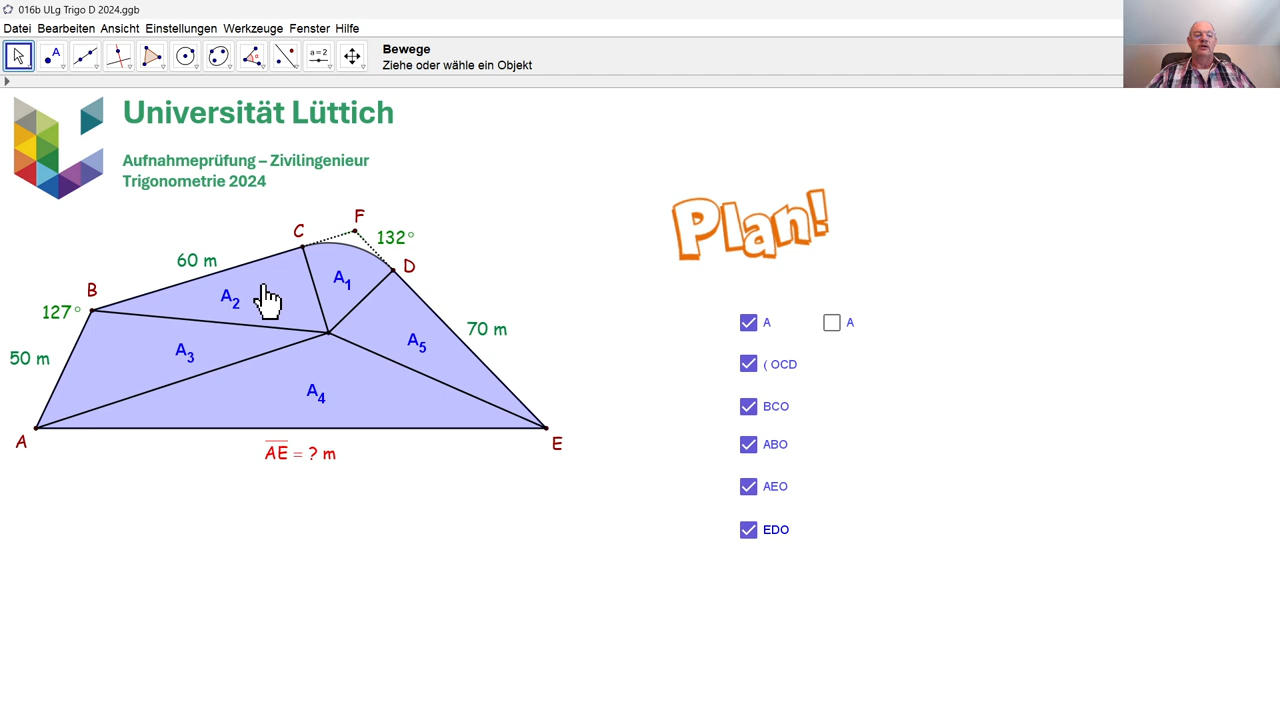 016b ULg Trigo D 2024.ggb
Datei Bearbeiten Ansicht Einstellungen Werkzeuge Fenster Hilfe
A
a=2
Bewege
Ziehe oder wähle ein Objekt
Universität Lüttich
Aufnahmeprüfung – Zivilingenieur
Trigonometrie 2024
Plan!
F
C
132°
60 m
D
A1
B
A2
127°
70 m
A5
A3
50 m
A4
A
E
AE = ? m
A
A
( OCD
BCO
ABO
AEO
EDO